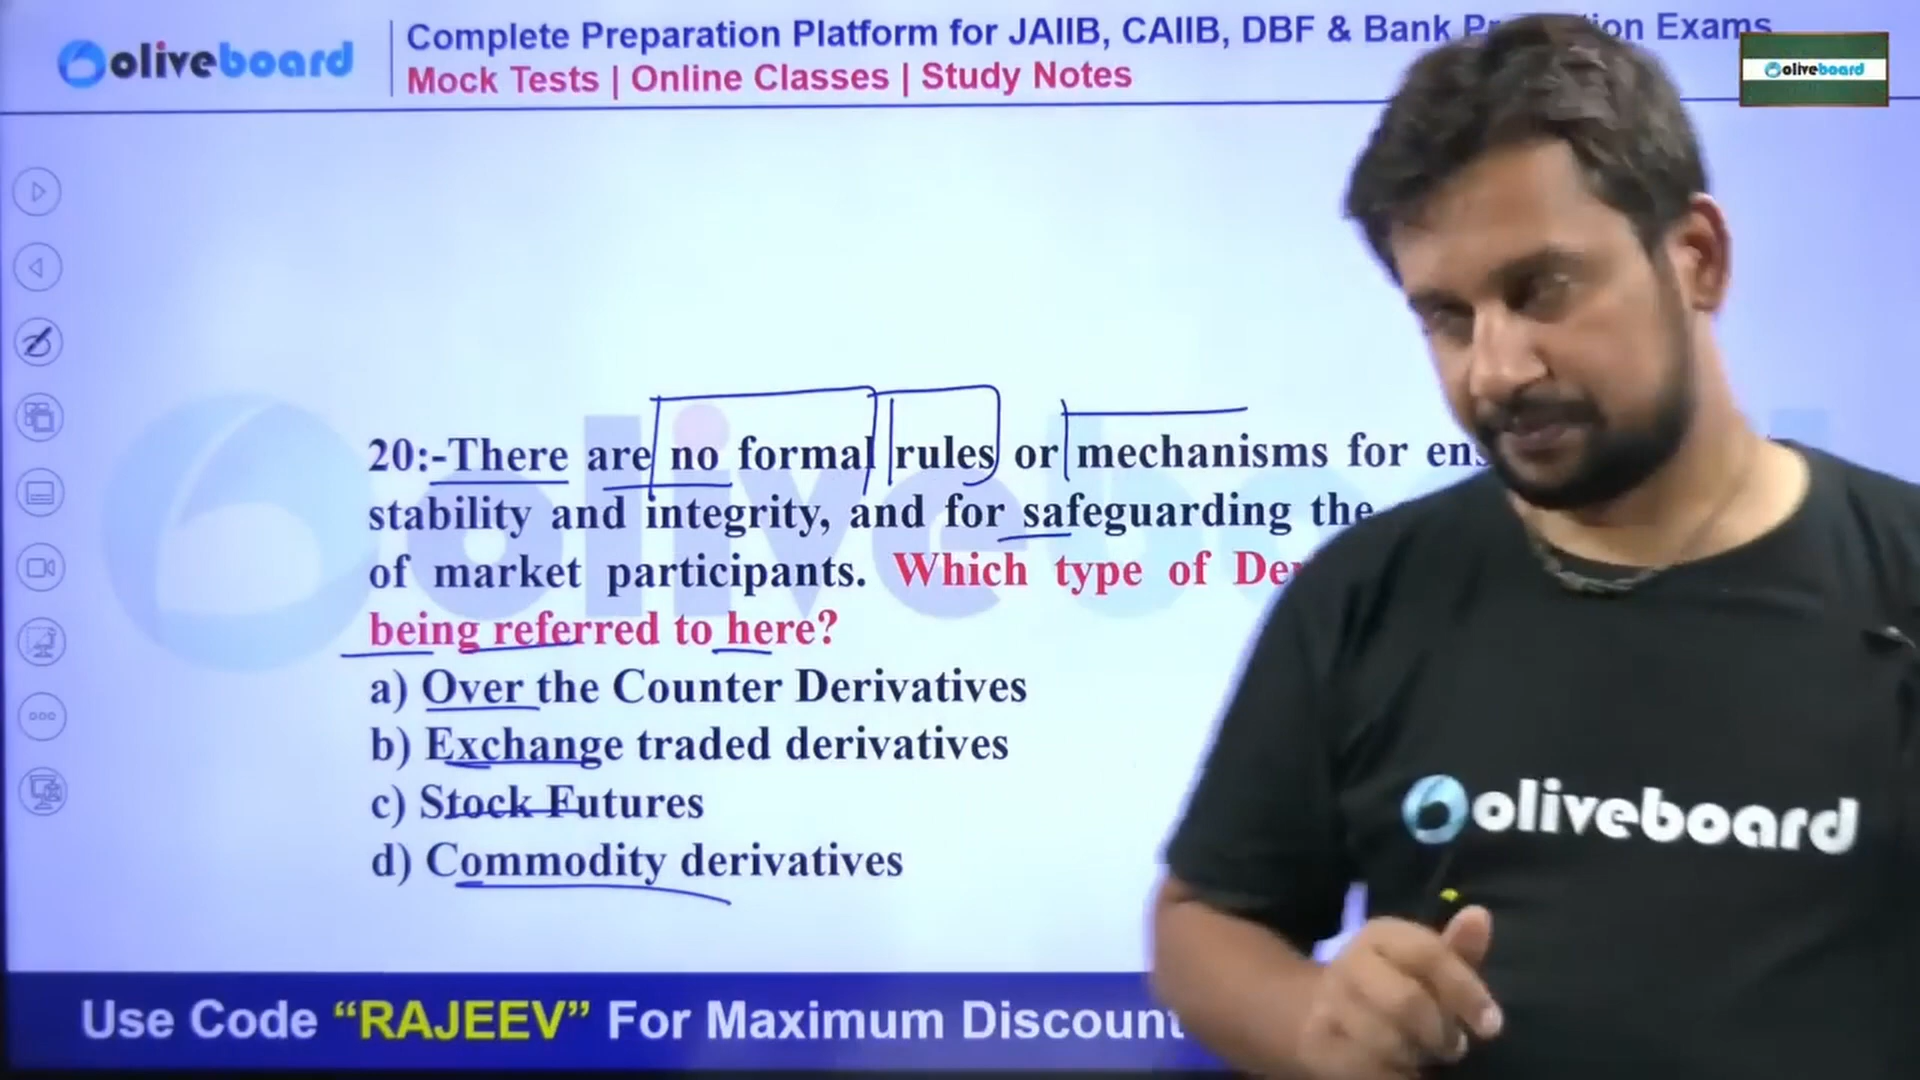 oliveboard
Complete Preparation Platform for JAIIB, CAIIB, DBF & Bank Exams
Mock Tests | Online Classes | Study Notes
oliveboard
20:-There are no formal rules or mechanisms for
stability and integrity, and for safeguarding the
of market participants. Which type of
being referred to here?
a) Over the Counter Derivatives
b) Exchange traded derivatives
c) Stock Futures
d) Commodity derivatives
oliveboard
Use Code “RAJEEV” For Maximum Discount